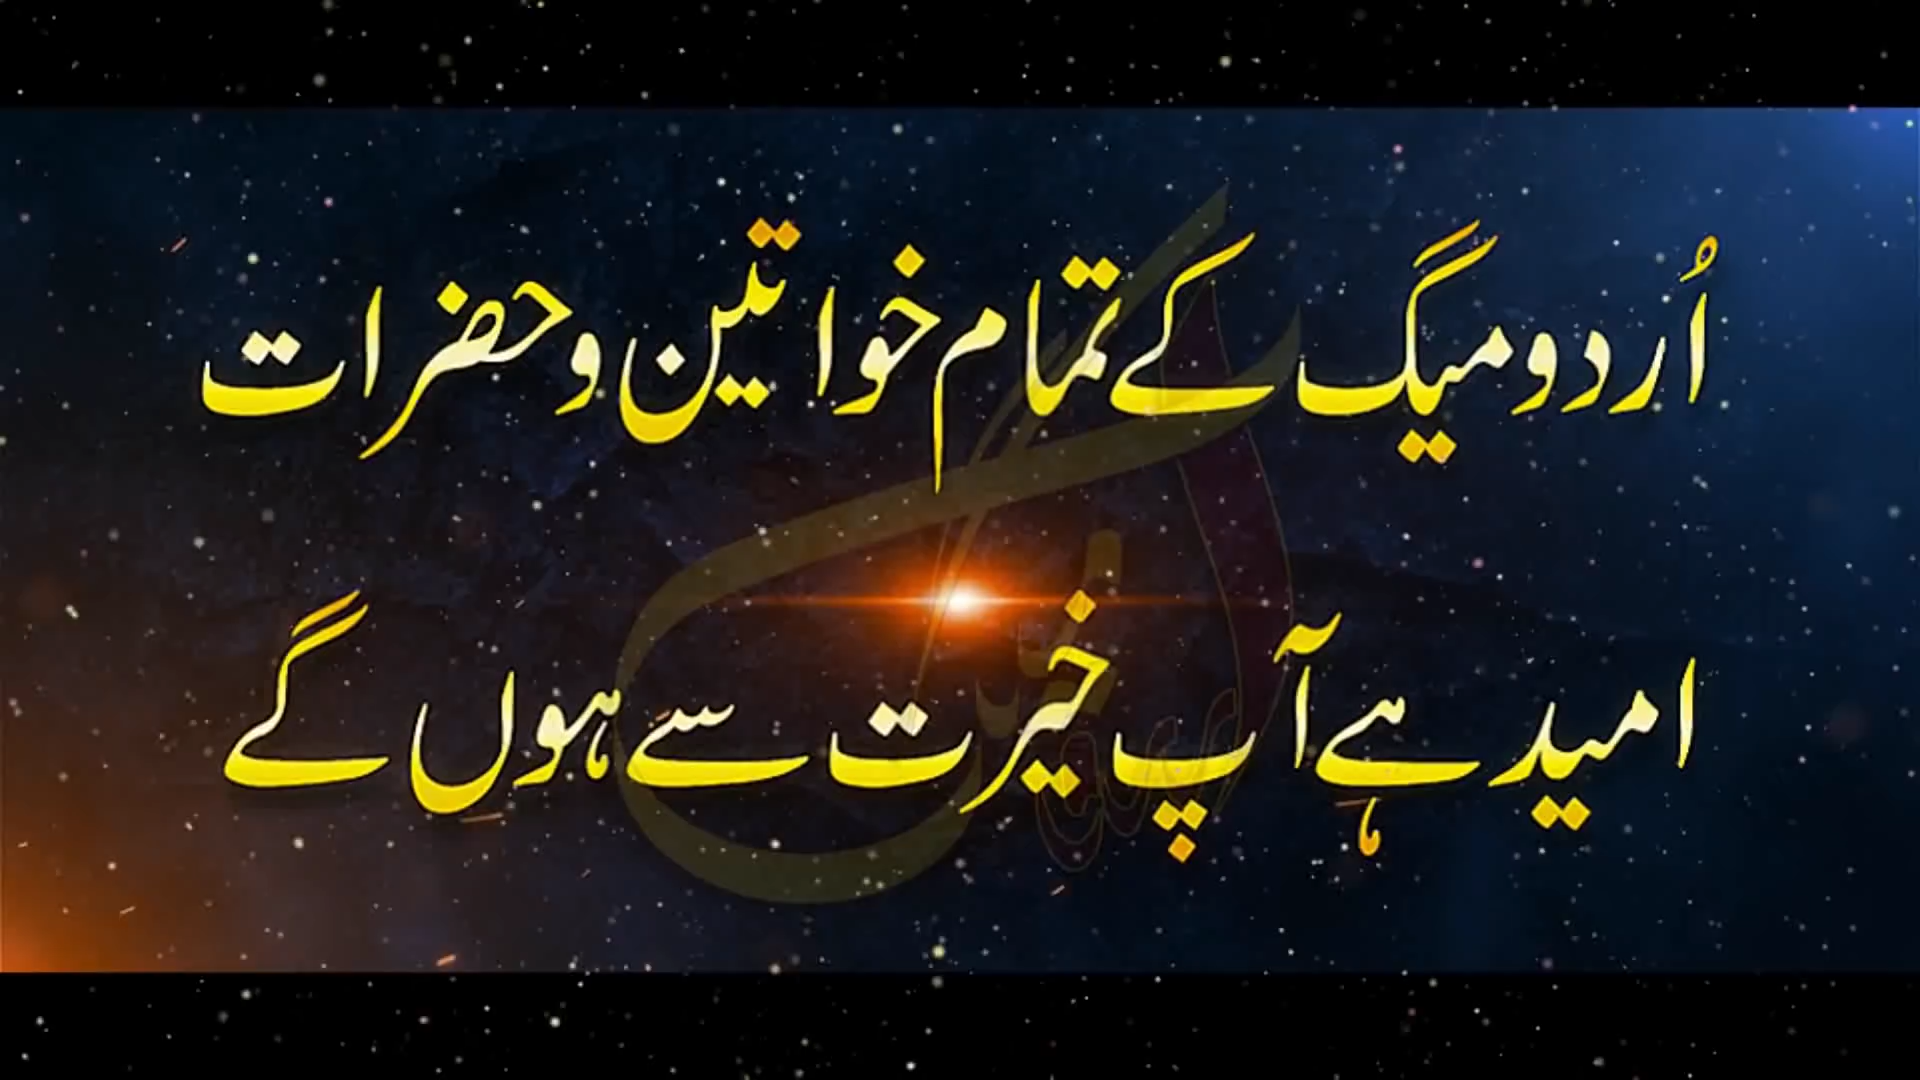 اُردو میگ کے تمام خواتین و حضرات
امید ہے آپ خیرت سے ہوںِ گے